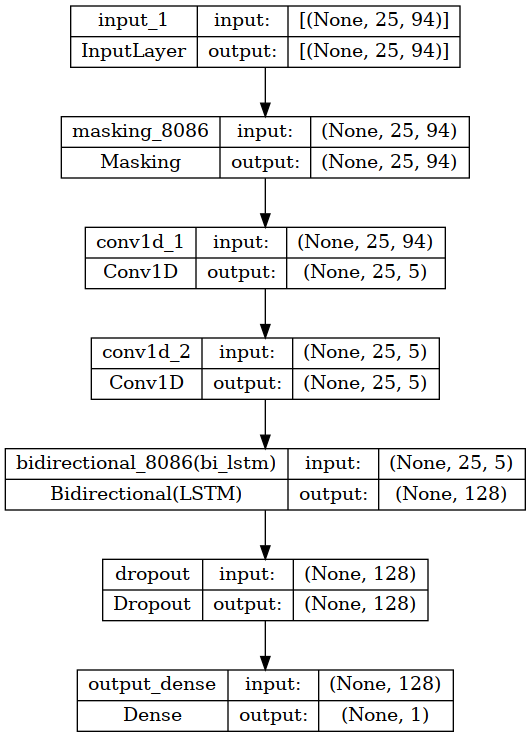 input_1 input: [(None, 25, 94)]
InputLayer output: [(None, 25, 94)]
masking_8086 input: (None, 25, 94)
Masking output: (None, 25, 94)
conv1d_1 input: (None, 25, 94)
Conv1D output: (None, 25, 5)
conv1d_2 input: (None, 25, 5)
Conv1D output: (None, 25, 5)
bidirectional_8086(bi_lstm) input: (None, 25, 5)
Bidirectional(LSTM) output: (None, 128)
dropout input: (None, 128)
Dropout output: (None, 128)
output_dense input: (None, 128)
Dense output: (None, 1)